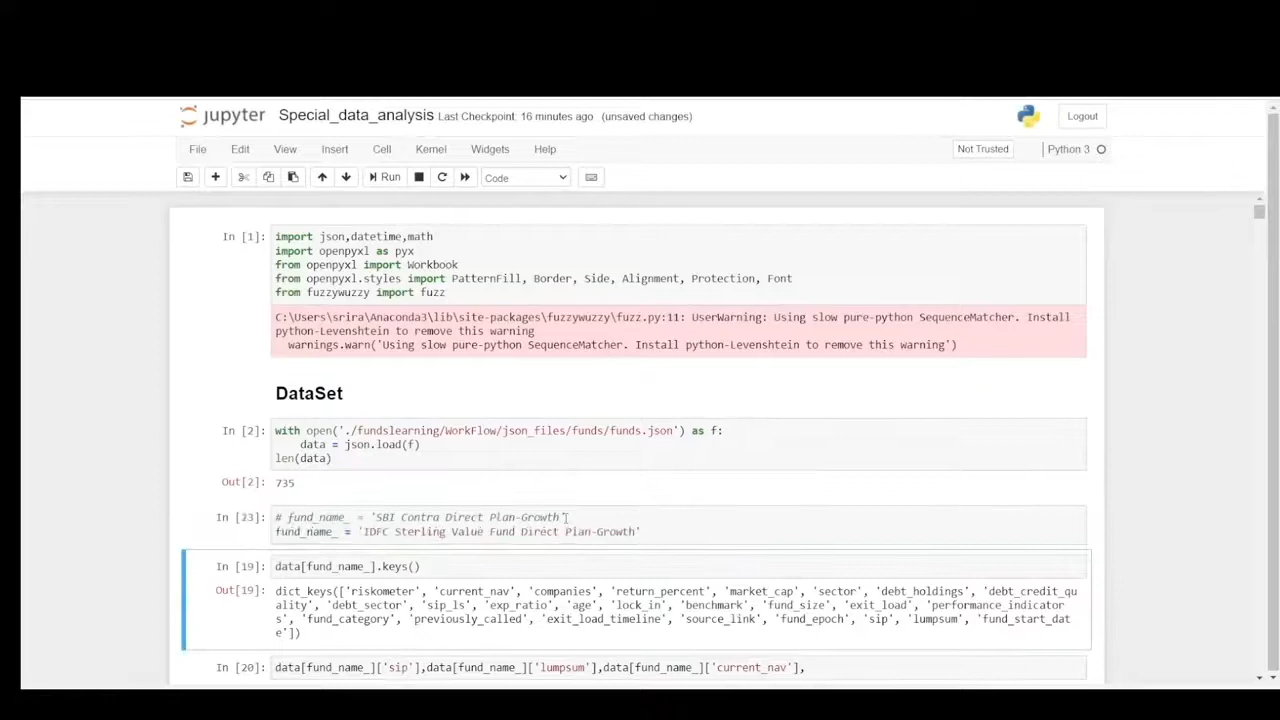 jupyter Special_data_analysis Last Checkpoint: 16 minutes ago (unsaved changes) Logout
File Edit View Insert Cell Kernel Widgets Help Not Trusted Python 3
Run Code
In [1]: import json,datetime,math
import openpyxl as pyx
from openpyxl import Workbook
from openpyxl.styles import PatternFill, Border, Side, Alignment, Protection, Font
from fuzzywuzzy import fuzz
C:\Users\srira\Anaconda3\lib\site-packages\fuzzywuzzy\fuzz.py:11: UserWarning: Using slow pure-python SequenceMatcher. Install
python-Levenshtein to remove this warning
warnings.warn('Using slow pure-python SequenceMatcher. Install python-Levenshtein to remove this warning')
DataSet
In [2]: with open('./fundslearning/WorkFlow/json_files/funds/funds.json') as f:
data = json.load(f)
len(data)
Out[2]: 735
In [23]: # fund_name_ = 'SBI Contra Direct Plan-Growth'
fund_name_ = 'IDFC Sterling Value Fund Direct Plan-Growth'
In [19]: data[fund_name_].keys()
Out[19]: dict_keys(['riskometer', 'current_nav', 'companies', 'return_percent', 'market_cap', 'sector', 'debt_holdings', 'debt_credit_qu
ality', 'debt_sector', 'sip_ls', 'exp_ratio', 'age', 'lock_in', 'benchmark', 'fund_size', 'exit_load', 'performance_indicator
s', 'fund_category', 'previously_called', 'exit_load_timeline', 'source_link', 'fund_epoch', 'sip', 'lumpsum', 'fund_start_dat
e'])
In [20]: data[fund_name_]['sip'],data[fund_name_]['lumpsum'],data[fund_name_]['current_nav'],